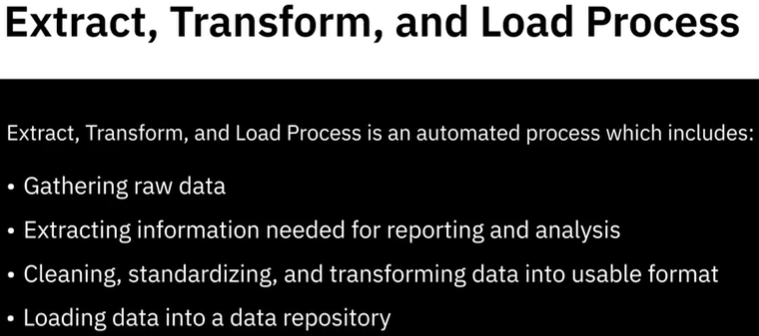 Extract, Transform, and Load Process
Extract, Transform, and Load Process is an automated process which includes:
• Gathering raw data
• Extracting information needed for reporting and analysis
• Cleaning, standardizing, and transforming data into usable format
• Loading data into a data repository